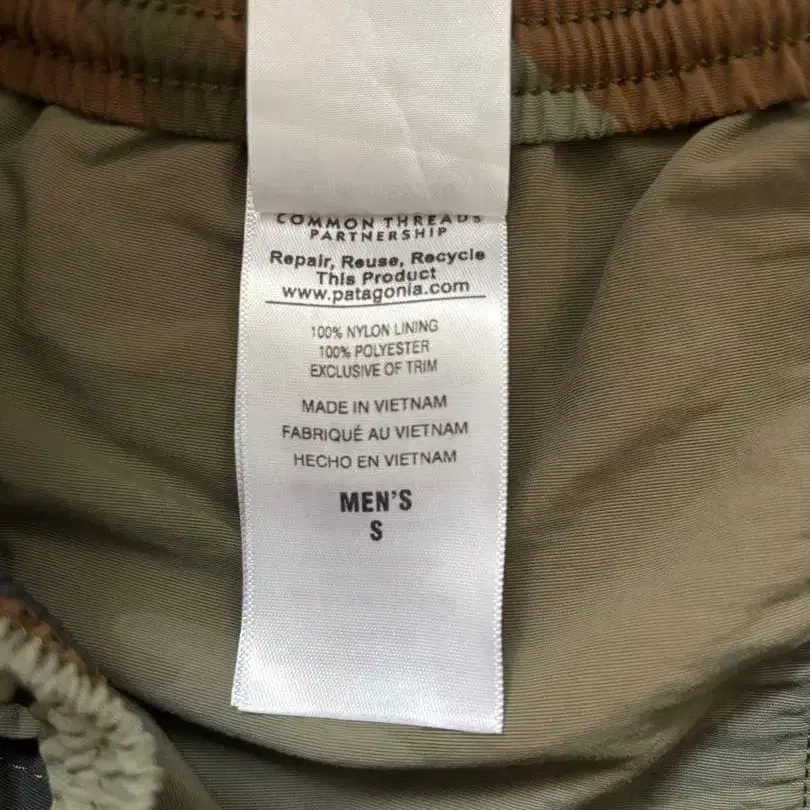 COMMON THREADS
PARTNERSHIP
Repair, Reuse, Recycle
This Product
www.patagonia.com
100% NYLON LINING
100% POLYESTER
EXCLUSIVE OF TRIM
MADE IN VIETNAM
FABRIQUÉ AU VIETNAM
HECHO EN VIETNAM
MEN'S
S